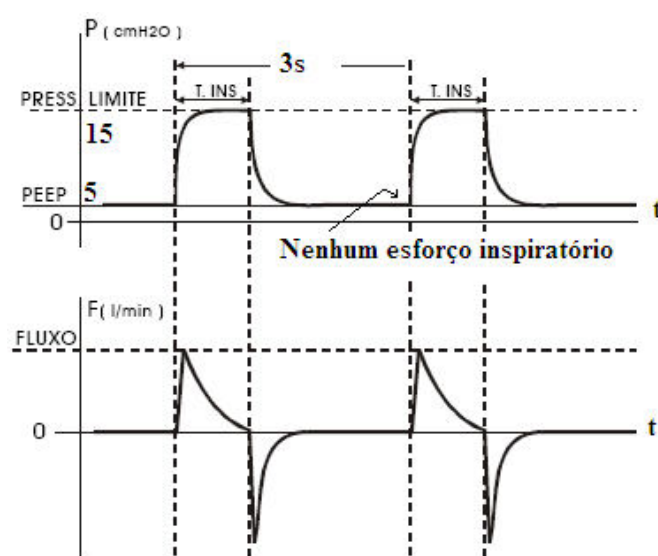 P ( cmH2O)
3s
T. INS
T. INS
PRESS LIMITE
15
PEEP 5
0
t
Nenhum esforço inspiratório
F( l/min )
FLUXO
0
t